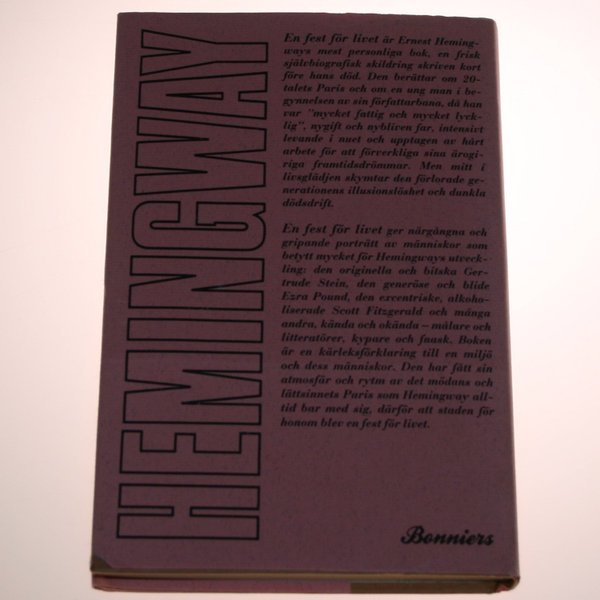 HEMINGWAY
En fest för livet är Ernest Heming-
ways mest personliga bok, en frisk
självbiografisk skildring skriven kort
före hans död. Den berättar om 20-
talets Paris och om en ung man i be-
gynnelsen av sin författarbana, då han
var "mycket fattig och mycket lyck-
lig", nygift och nybliven far, intensivt
levande i nuet och upptagen av hårt
arbete för att förverkliga sina ärogi-
riga framtidsdrömmar. Men mitt i
livsglädjen skymtar den förlorade ge-
nerationens illusionslöshet och dunkla
dödsdrift.
En fest för livet ger närgångna och
gripande porträtt av människor som
betytt mycket för Hemingways utveck-
ling: den originella och bitska Ger-
trude Stein, den generöse och blide
Ezra Pound, den excentriske, alkoho-
liserade Scott Fitzgerald och många
andra, kända och okända – målare och
litteratörer, kypare och fnask. Boken
är en kärleksförklaring till en miljö
och dess människor. Den har fått sin
atmosfär och rytm av det mödans och
lättsinnets Paris som Hemingway all-
tid bar med sig, därför att staden för
honom blev en fest för livet.
Bonniers